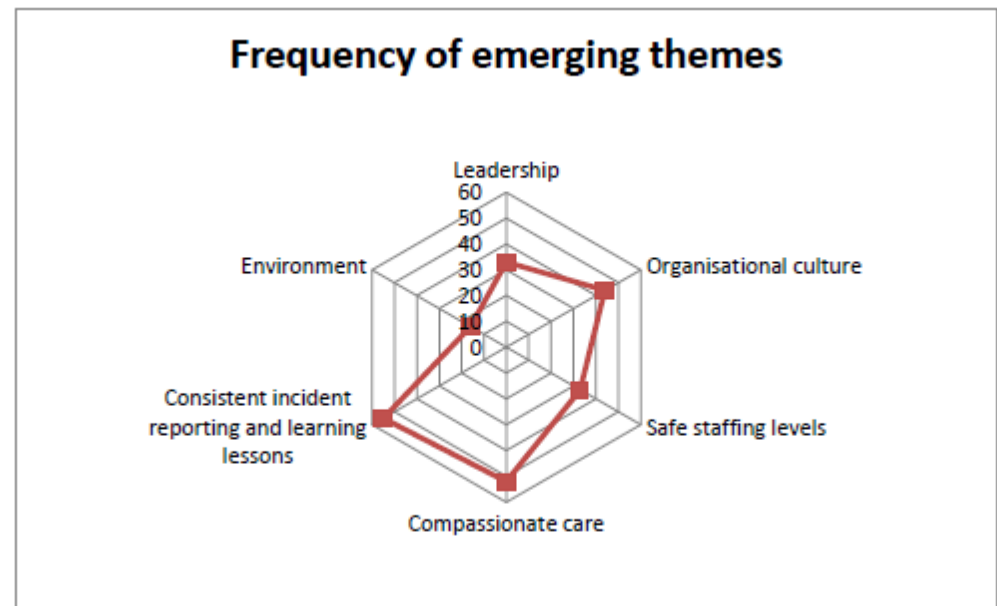 Frequency of emerging themes
Leadership
60
50
40
30
20
10
0
Environment
Organisational culture
Consistent incident
reporting and learning
lessons
Safe staffing levels
Compassionate care